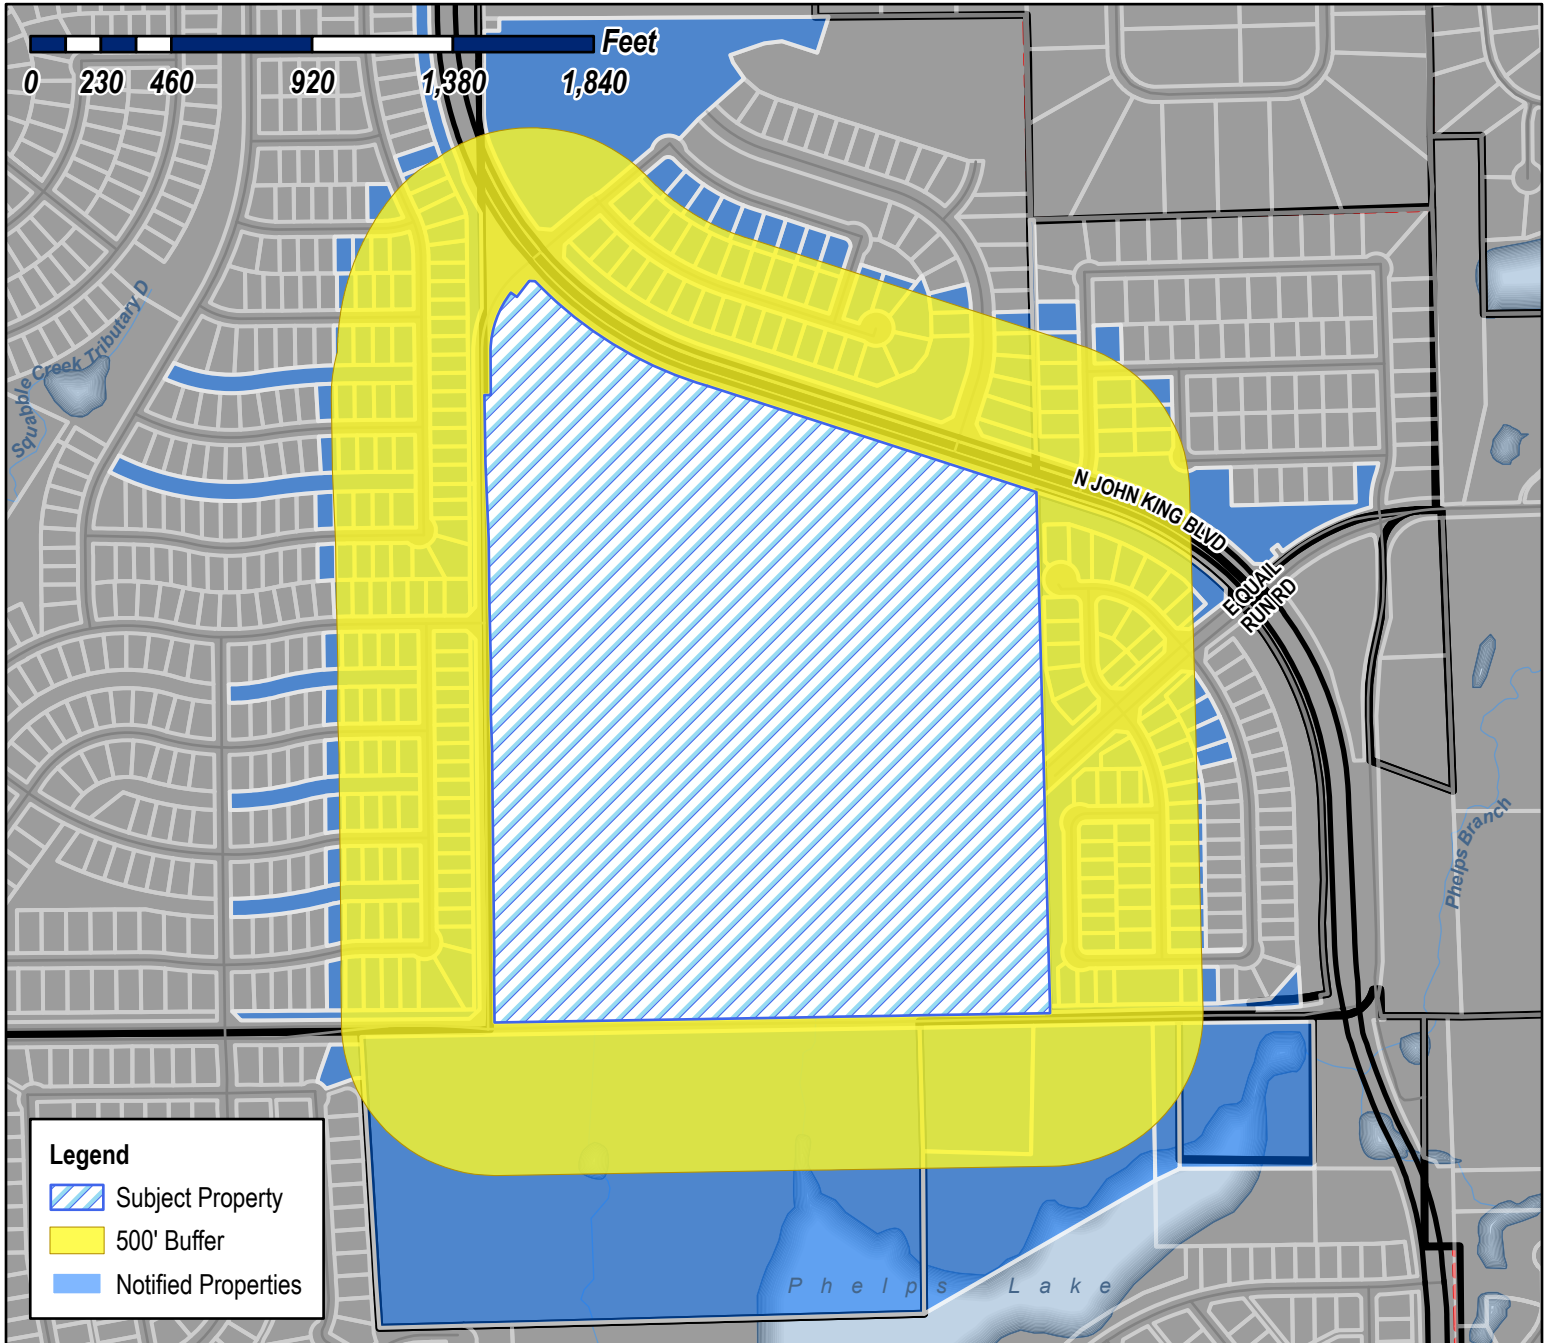 Feet
0 230 460 920 1,380 1,840
Squabble Creek Tributary D
N JOHN KING BLVD
E QUAIL
RUN RD
Phelps Branch
Legend
Subject Property
500' Buffer
Notified Properties
Phelps Lake